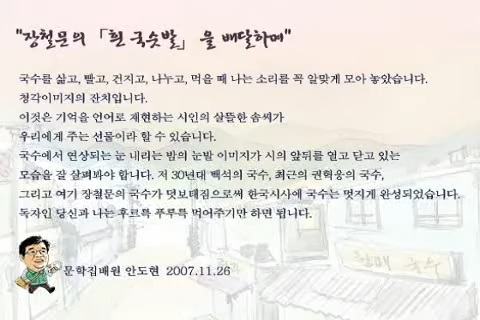 "장철문의 「흰 국숫발」 을 배달하며"
국수를 삶고, 빨고, 건지고, 나누고, 먹을 때 나는 소리를 꼭 알맞게 모아 놓았습니다.
청각이미지의 잔치입니다.
이것은 기억을 언어로 재현하는 시인의 살뜰한 솜씨가
우리에게 주는 선물이라 할 수 있습니다.
국수에서 연상되는 눈 내리는 밤의 눈발 이미지가 시의 앞뒤를 열고 닫고 있는
모습을 잘 살펴봐야 합니다. 저 30년대 백석의 국수, 최근의 권혁웅의 국수,
그리고 여기 장철문의 국수가 덧보태짐으로써 한국시사에 국수는 멋지게 완성되었습니다.
독자인 당신과 나는 후르륵 푸루룩 먹어주기만 하면 됩니다.
할매 국수
문학집배원 안도현 2007.11.26